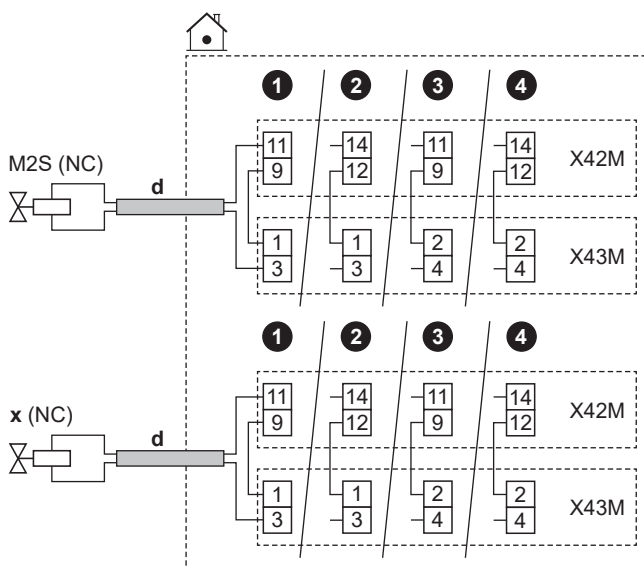 1 2 3 4
11 14 11 14
X42M
9 12 9 12
M2S (NC)
d
1 1 2 2
X43M
3 3 4 4
1 2 3 4
11 14 11 14
X42M
9 12 9 12
x (NC)
d
1 1 2 2
X43M
3 3 4 4